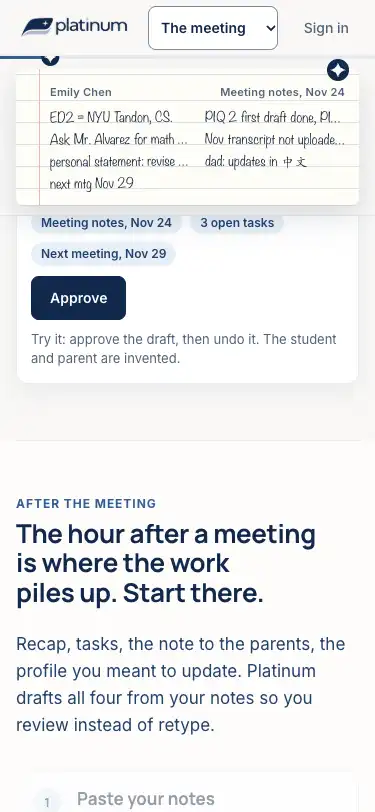 platinum
The meeting
Sign in
Emily Chen
Meeting notes, Nov 24
ED2 = NYU Tandon, CS.
PIQ 2 first draft done, PI...
Ask Mr. Alvarez for math ...
Nov transcript not uploade...
personal statement: revise ...
dad: updates in 中文
next mtg Nov 29
Meeting notes, Nov 24
3 open tasks
Next meeting, Nov 29
Approve
Try it: approve the draft, then undo it. The student
and parent are invented.
AFTER THE MEETING
The hour after a meeting
is where the work
piles up. Start there.
Recap, tasks, the note to the parents, the
profile you meant to update. Platinum
drafts all four from your notes so you
review instead of retype.
1
Paste your notes